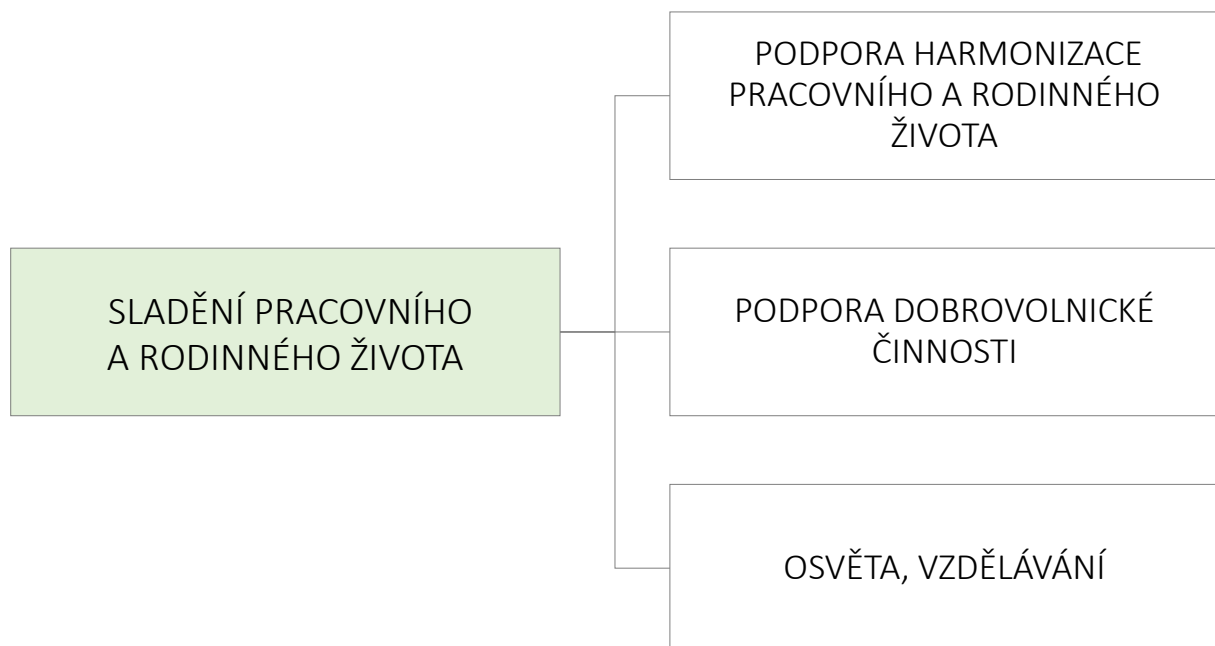 PODPORA HARMONIZACE
PRACOVNÍHO A RODINNÉHO
ŽIVOTA
SLADĚNÍ PRACOVNÍHO
A RODINNÉHO ŽIVOTA
PODPORA DOBROVOLNICKÉ
ČINNOSTI
OSVĚTA, VZDĚLÁVÁNÍ